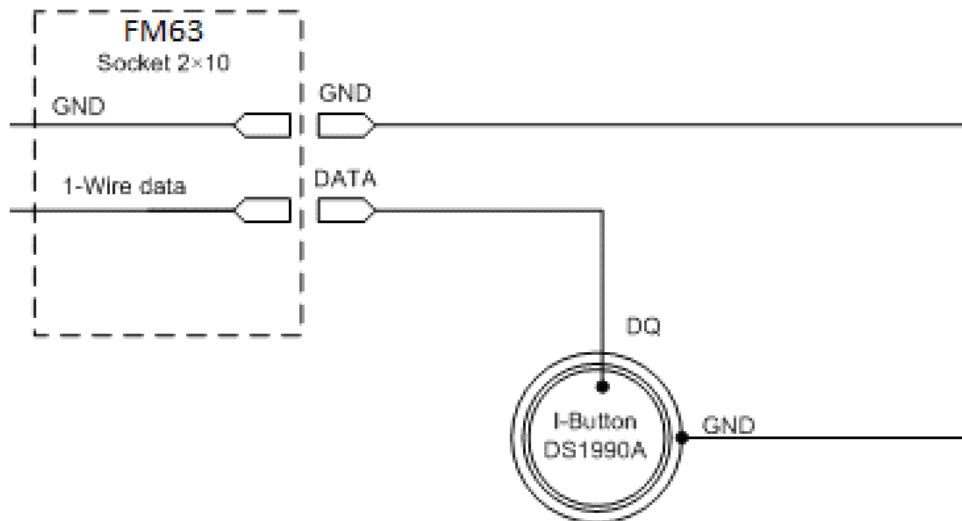 FM63
Socket 2×10
GND
GND
1-Wire data
DATA
DQ
I-Button
DS1990A
GND